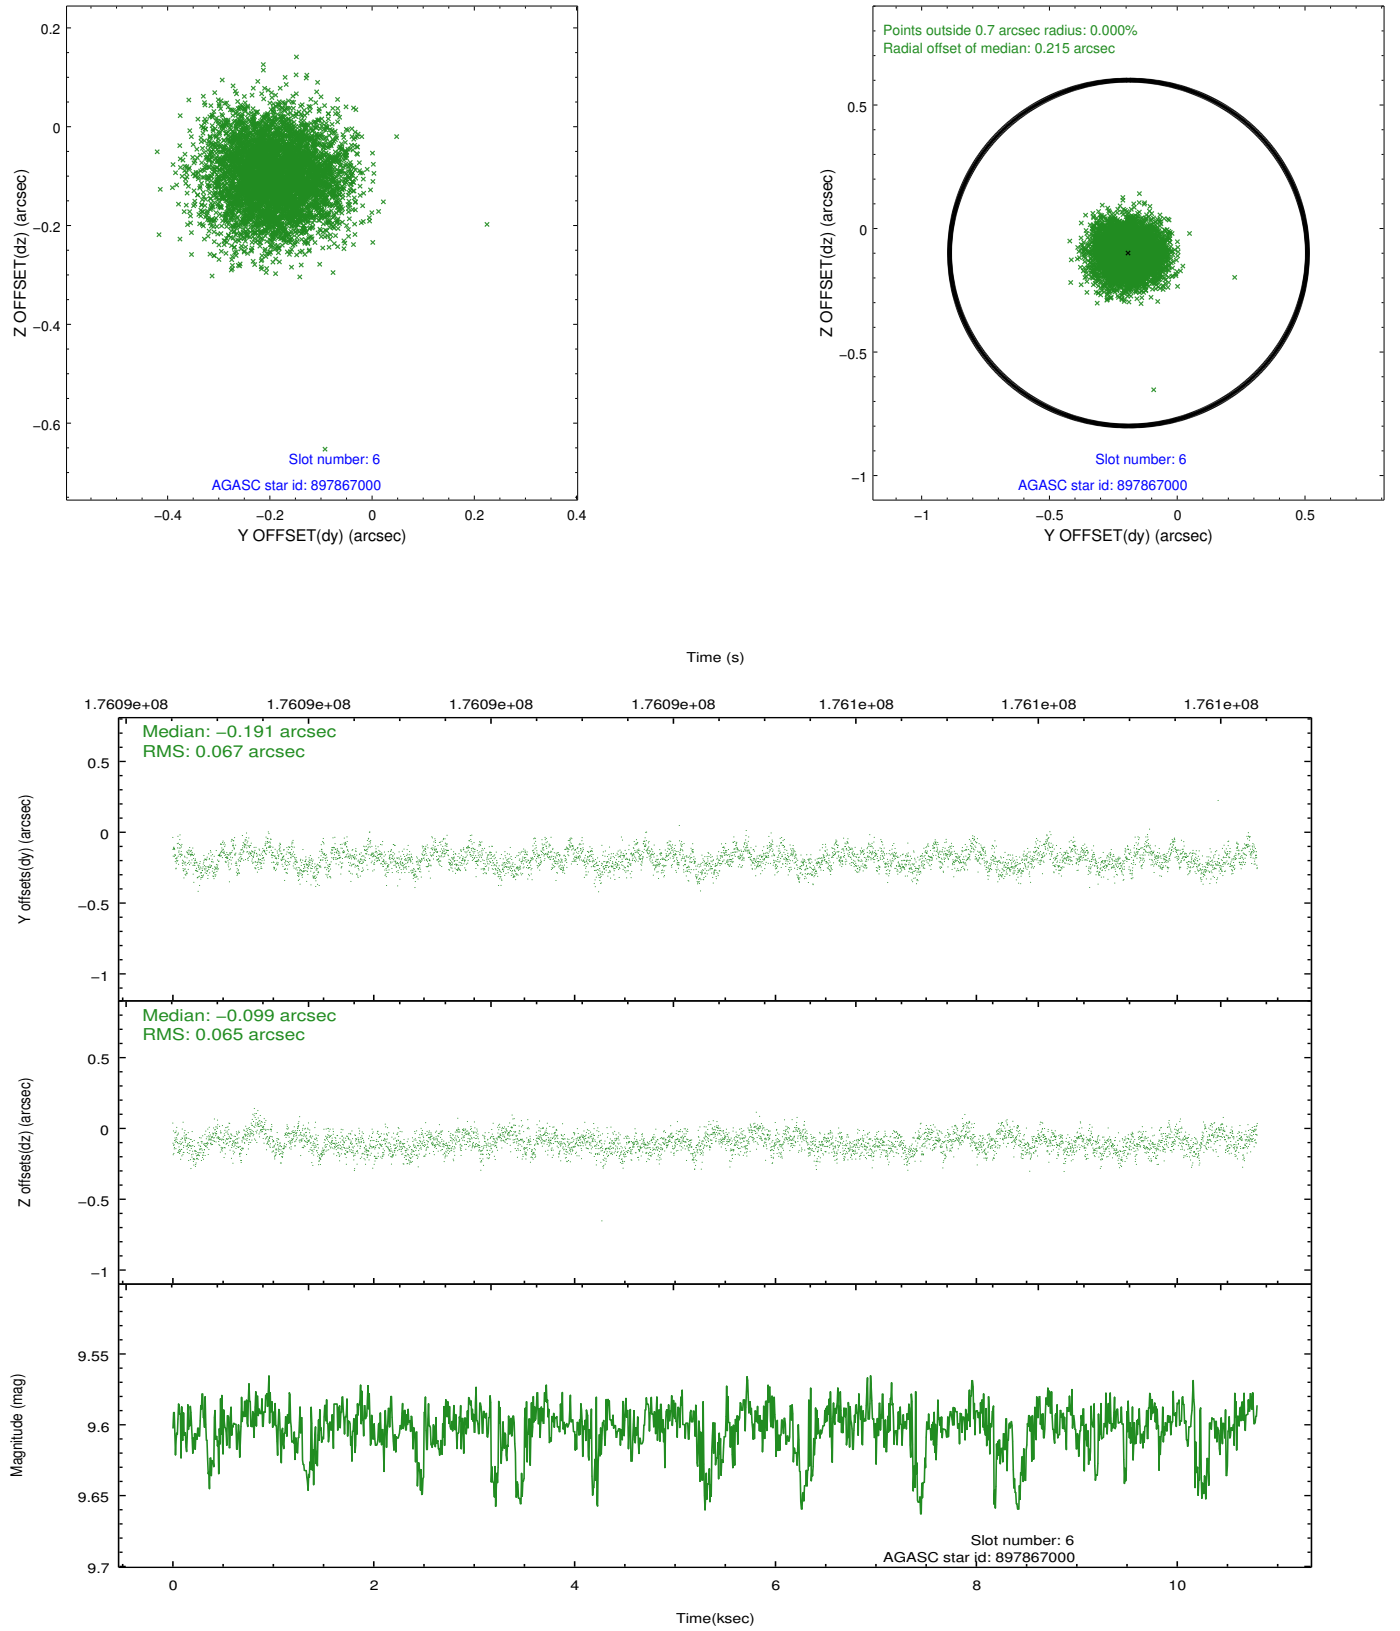 0.2
0
−0.2
−0.4
−0.6
Z OFFSET(dz) (arcsec)
Slot number: 6
AGASC star id: 897867000
−0.4
−0.2
0
0.2
0.4
Y OFFSET(dy) (arcsec)
Points outside 0.7 arcsec radius: 0.000%
Radial offset of median: 0.215 arcsec
0.5
0
−0.5
−1
Z OFFSET(dz) (arcsec)
Slot number: 6
AGASC star id: 897867000
−1
−0.5
0
0.5
Y OFFSET(dy) (arcsec)
Time (s)
1.7609e+08
1.7609e+08
1.7609e+08
1.7609e+08
1.761e+08
1.761e+08
1.761e+08
Median: −0.191 arcsec
RMS: 0.067 arcsec
0.5
0
−0.5
−1
Y offsets(dy) (arcsec)
Median: −0.099 arcsec
RMS: 0.065 arcsec
0.5
0
−0.5
−1
Z offsets(dz) (arcsec)
9.55
9.6
9.65
9.7
Magnitude (mag)
Slot number: 6
AGASC star id: 897867000
0
2
4
6
8
10
Time(ksec)